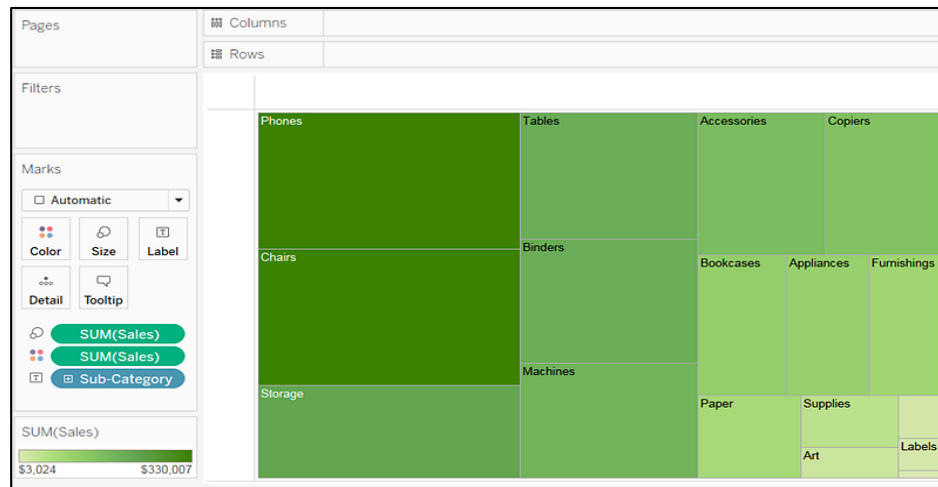 Pages
Columns
Rows
Filters
Marks
Automatic
Color
Size
Label
Detail
Tooltip
SUM(Sales)
SUM(Sales)
Sub-Category
SUM(Sales)
$3,024
$330,007
Phones
Chairs
Storage
Tables
Binders
Machines
Accessories
Copiers
Bookcases
Appliances
Furnishings
Paper
Supplies
Art
Labels